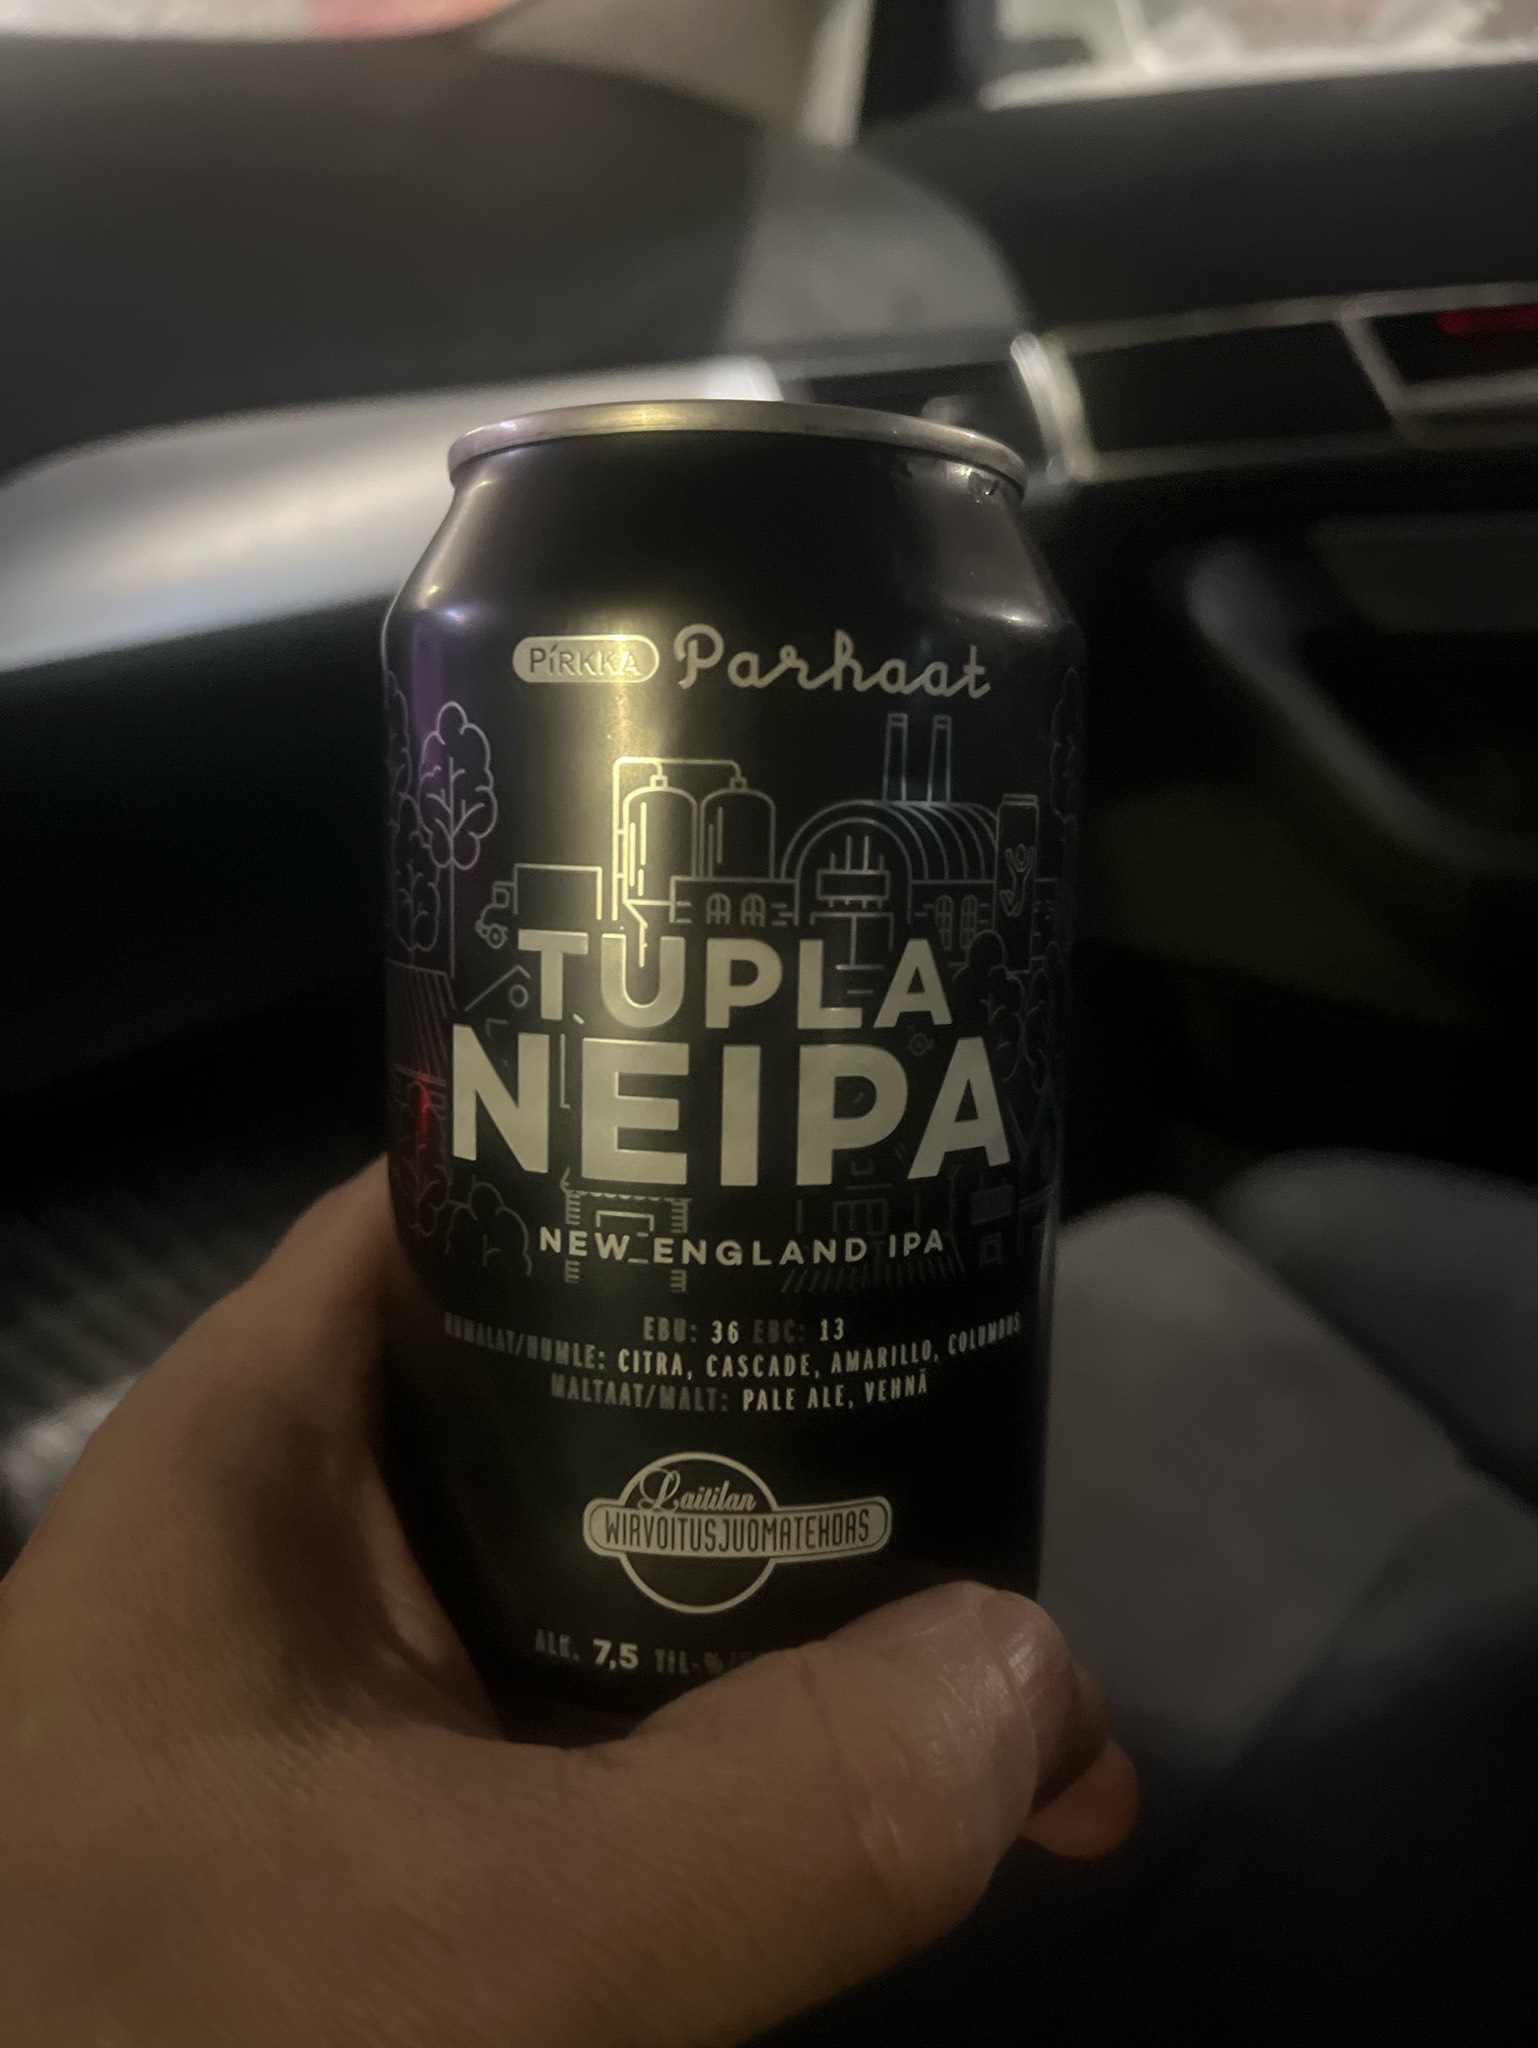 PIRKKA Parhaat
TUPLA
NEIPA
NEW ENGLAND IPA
EBU: 36 EBC: 13
HUMALAT/HUMLE: CITRA, CASCADE, AMARILLO, COLUMBUS
MALTAAT/MALT: PALE ALE, VEHNÄ
Laitilan
WIRVOITUSJUOMATEHDAS
ALK. 7,5 TIL-%/